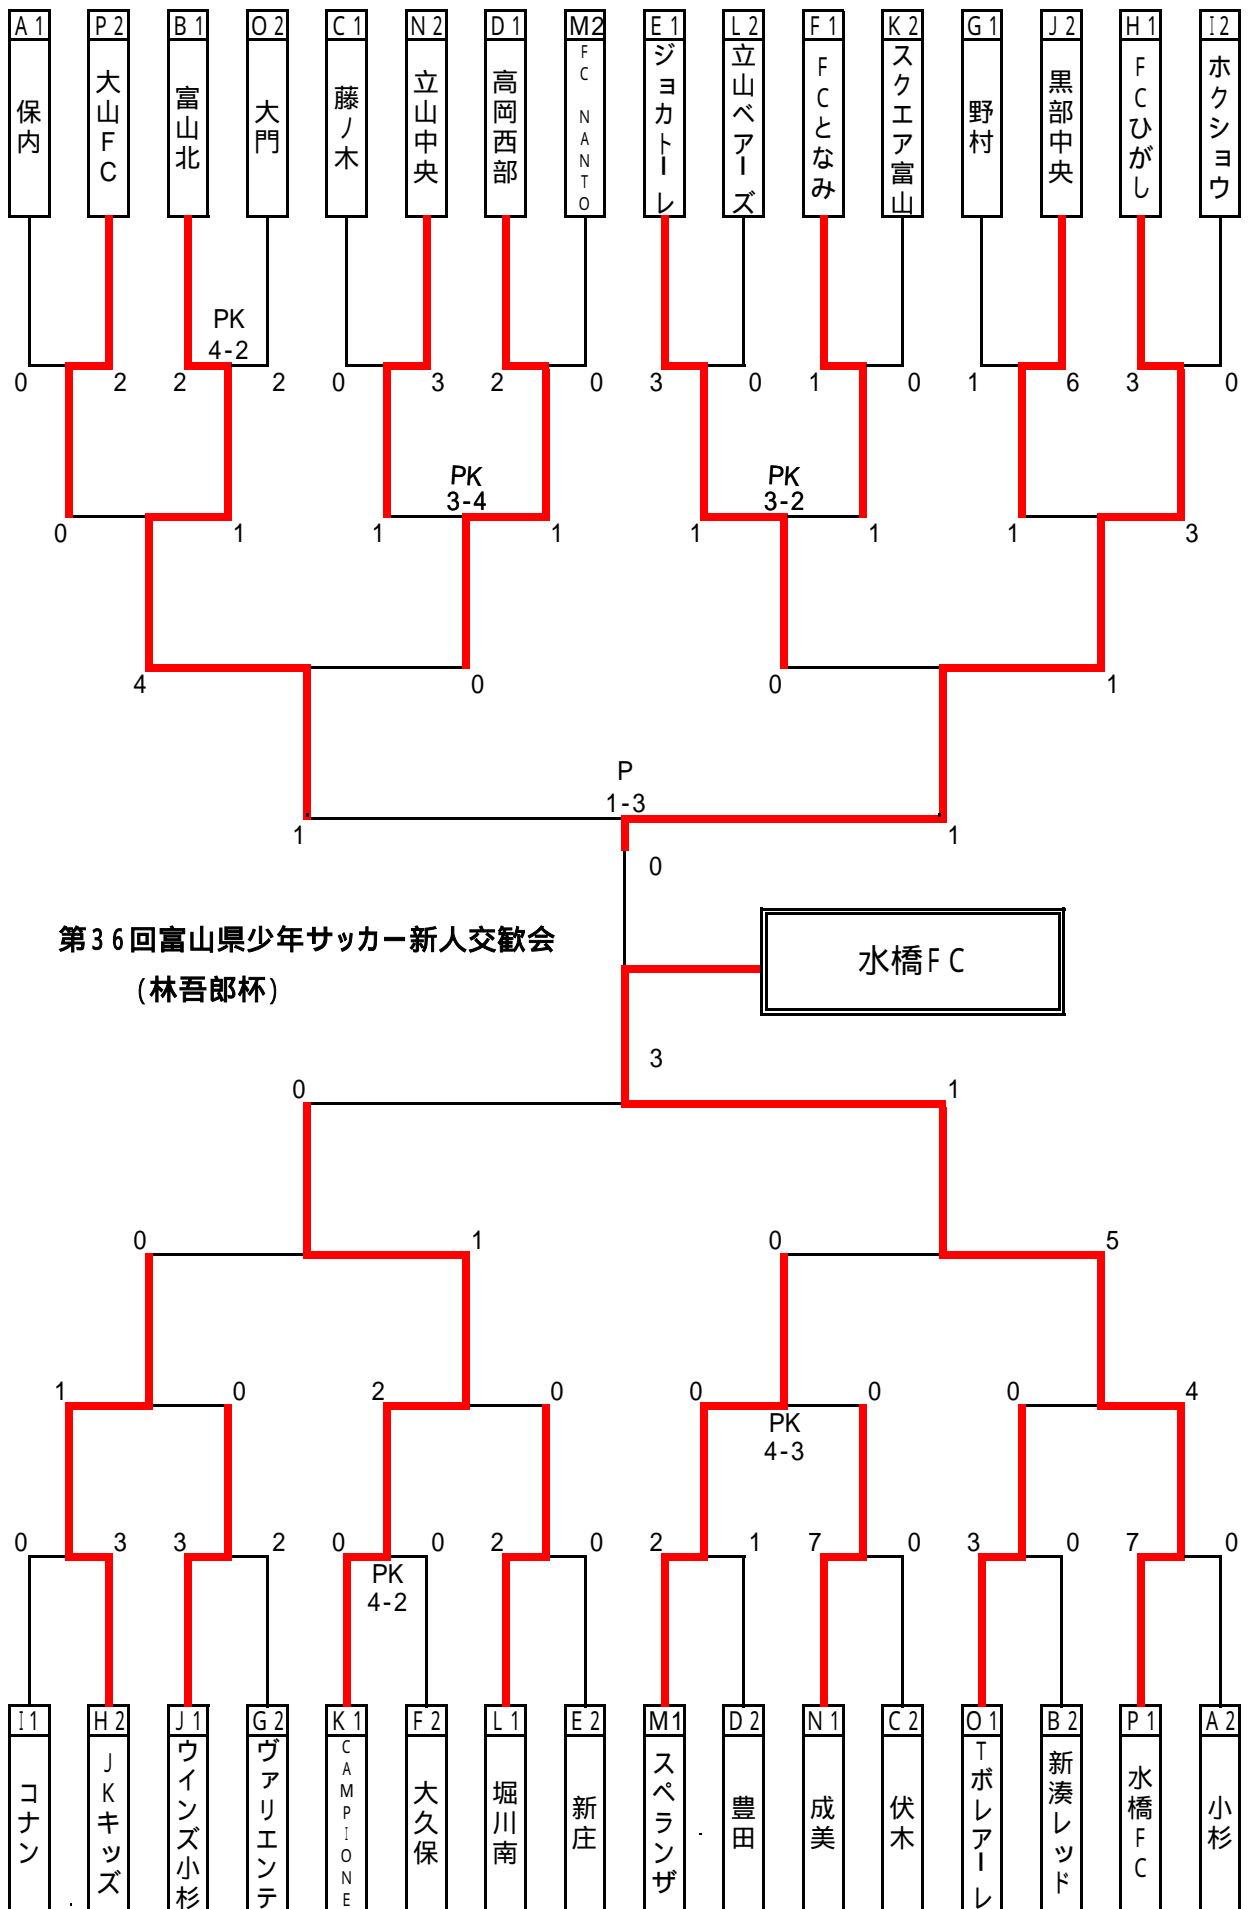 A1 P2 B1 O2 C1 N2 D1 M2 E1 L2 F1 K2 G1 J2 H1 I2
保内
大山FC
富山北
大門
藤ノ木
立山中央
高岡西部
FC NANTO
ジョカトーレ
立山ベアーズ
FCとなみ
スクエア富山
野村
黒部中央
FCひがし
ホクショウ
PK
4-2
0 2 2 2 0 3 2 0 3 0 1 0 1 6 3 0
PK PK
3-4 3-2
0 1 1 1 1 1 1 3
4 0 0 1
P
1-3
1 1
0
第36回富山県少年サッカー新人交歓会
(林吾郎杯)
水橋FC
3
0 1
0 1 0 5
1 0 2 0 0 0 0 4
PK
4-3
0 3 3 2 0 0 2 0 2 1 7 0 3 0 7 0
PK
4-2
I1 H2 J1 G2 K1 F2 L1 E2 M1 D2 N1 C2 O1 B2 P1 A2
コナン
JKキッズ
ウインズ小杉
ヴァリエンテ
CAMPIONE
大久保
堀川南
新庄
スペランザ
豊田
成美
伏木
Tボレアーレ
新湊レッド
水橋FC
小杉